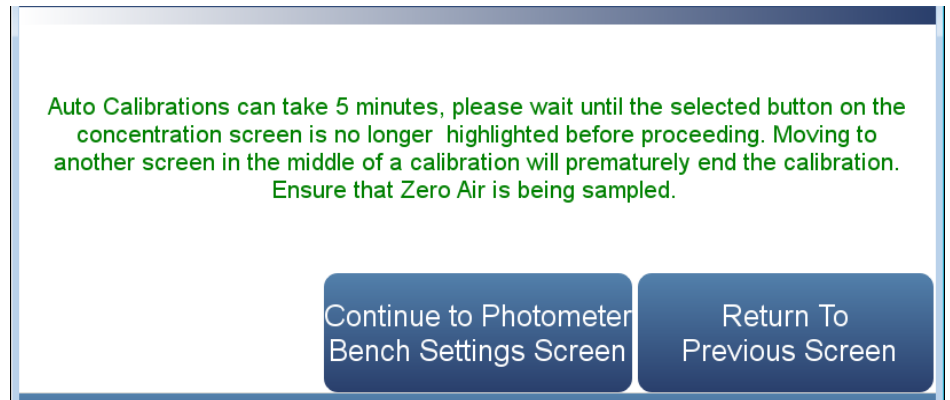 Auto Calibrations can take 5 minutes, please wait until the selected button on the
concentration screen is no longer  highlighted before proceeding. Moving to
another screen in the middle of a calibration will prematurely end the calibration.
Ensure that Zero Air is being sampled.
Continue to Photometer
Bench Settings Screen
Return To
Previous Screen